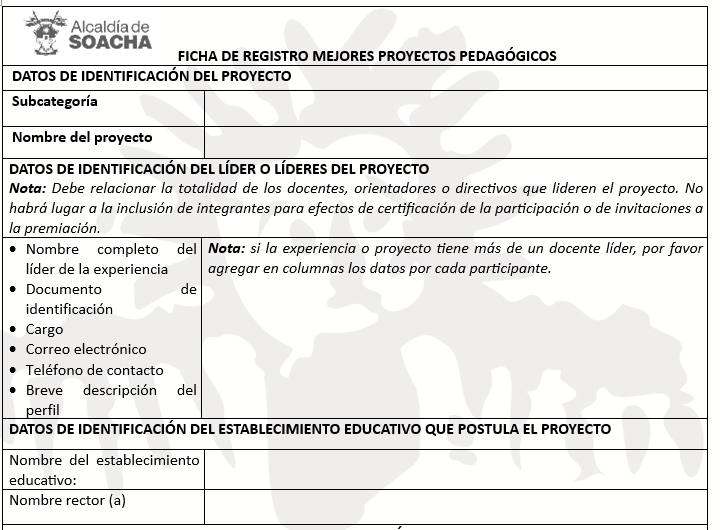 Alcaldía de
SOACHA
FICHA DE REGISTRO MEJORES PROYECTOS PEDAGÓGICOS
DATOS DE IDENTIFICACIÓN DEL PROYECTO
Subcategoría
Nombre del proyecto
DATOS DE IDENTIFICACIÓN DEL LÍDER O LÍDERES DEL PROYECTO
Nota: Debe relacionar la totalidad de los docentes, orientadores o directivos que lideren el proyecto. No
habrá lugar a la inclusión de integrantes para efectos de certificación de la participación o de invitaciones a
la premiación.
• Nombre completo del
líder de la experiencia
• Documento de
identificación
• Cargo
• Correo electrónico
• Teléfono de contacto
• Breve descripción del
perfil
Nota: si la experiencia o proyecto tiene más de un docente líder, por favor
agregar en columnas los datos por cada participante.
DATOS DE IDENTIFICACIÓN DEL ESTABLECIMIENTO EDUCATIVO QUE POSTULA EL PROYECTO
Nombre del establecimiento
educativo:
Nombre rector (a)